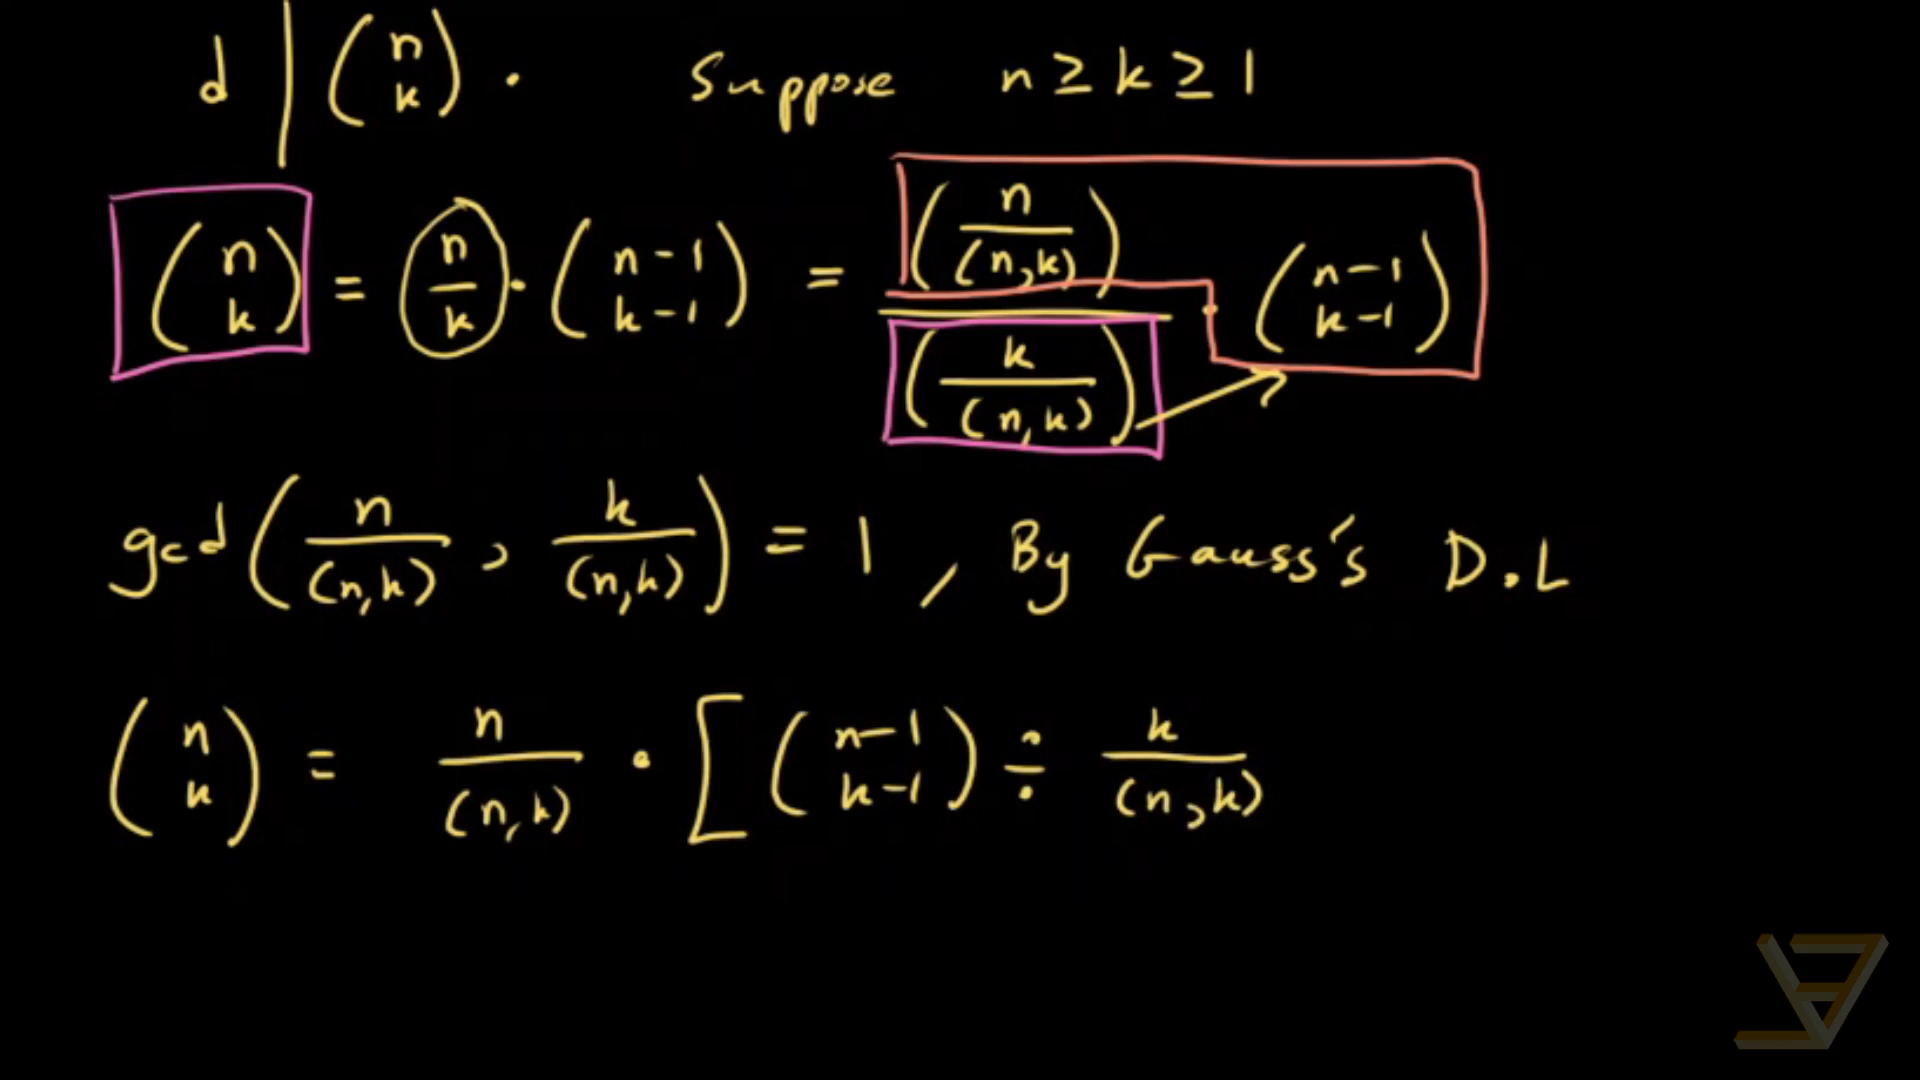 d | (n k) . Suppose n ≥ k ≥ 1
(n k) = n/k · (n-1 k-1) = (n/(n,k)) / (k/(n,k)) · (n-1 k-1)
gcd(n/(n,k), k/(n,k)) = 1, By Gauss's D.L
(n k) = n/(n,k) · [(n-1 k-1) ÷ k/(n,k)